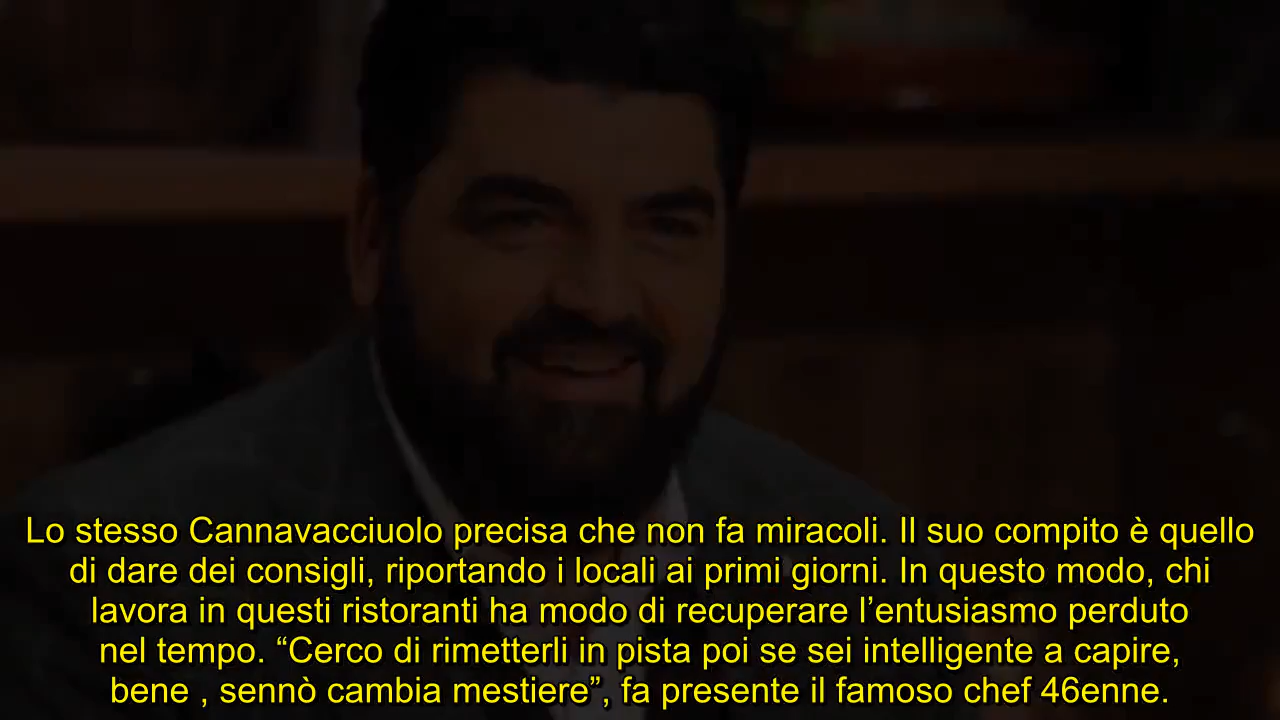 Lo stesso Cannavacciuolo precisa che non fa miracoli. Il suo compito è quello
di dare dei consigli, riportando i locali ai primi giorni. In questo modo, chi
lavora in questi ristoranti ha modo di recuperare l’entusiasmo perduto
nel tempo. “Cerco di rimetterli in pista poi se sei intelligente a capire,
bene , sennò cambia mestiere”, fa presente il famoso chef 46enne.